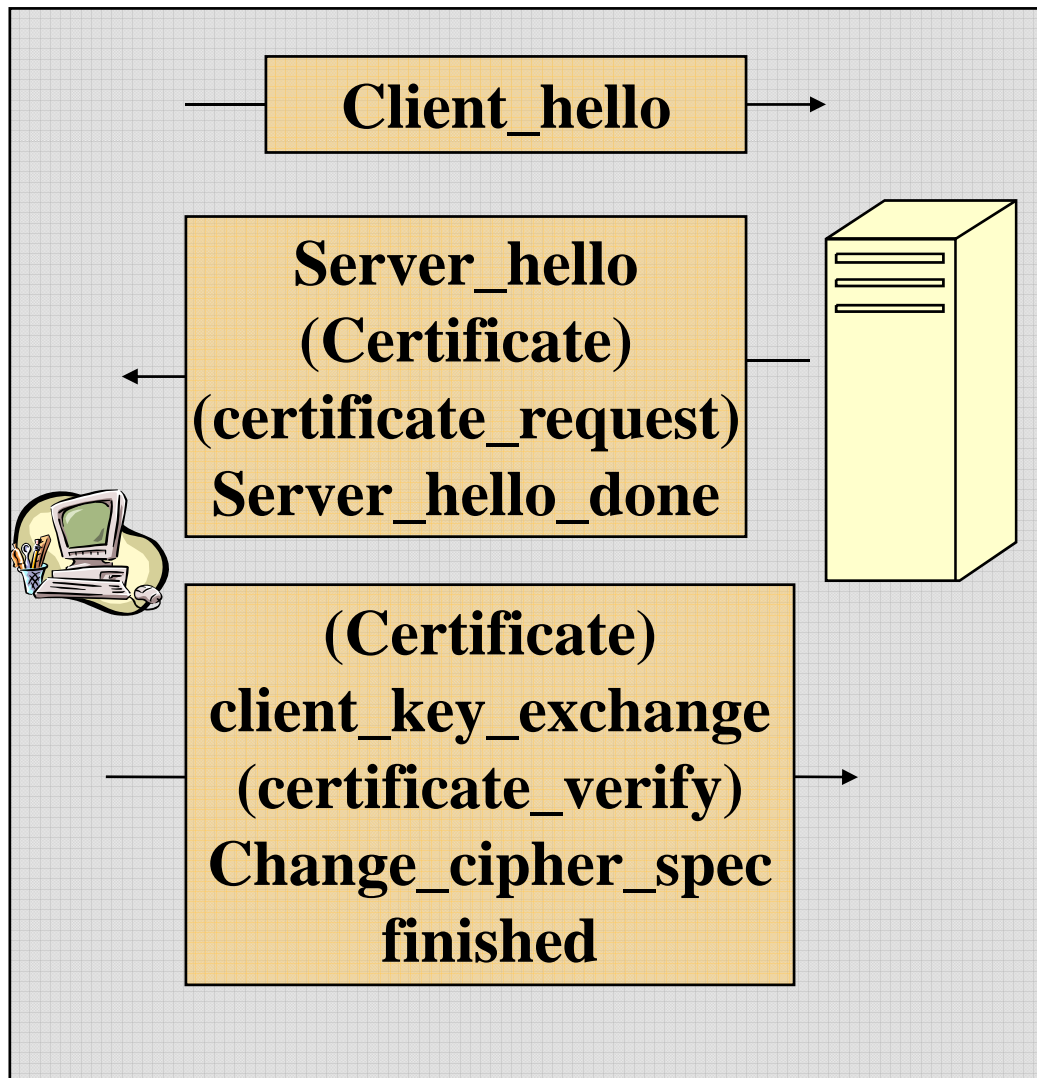 Client_hello
Server_hello
(Certificate)
(certificate_request)
Server_hello_done
(Certificate)
client_key_exchange
(certificate_verify)
Change_cipher_spec
finished